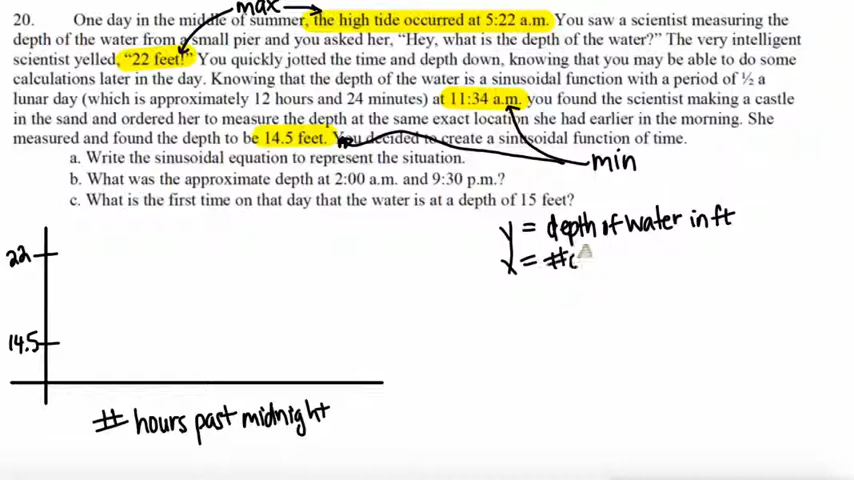 max
20. One day in the middle of summer, the high tide occurred at 5:22 a.m. You saw a scientist measuring the
depth of the water from a small pier and you asked her, “Hey, what is the depth of the water?” The very intelligent
scientist yelled, “22 feet!” You quickly jotted the time and depth down, knowing that you may be able to do some
calculations later in the day. Knowing that the depth of the water is a sinusoidal function with a period of ½ a
lunar day (which is approximately 12 hours and 24 minutes) at 11:34 a.m. you found the scientist making a castle
in the sand and ordered her to measure the depth at the same exact location she had earlier in the morning. She
measured and found the depth to be 14.5 feet. You decided to create a sinusoidal function of time.
min
a. Write the sinusoidal equation to represent the situation.
b. What was the approximate depth at 2:00 a.m. and 9:30 p.m.?
c. What is the first time on that day that the water is at a depth of 15 feet?
y = depth of water in ft
x = #
22
14.5
# hours past midnight